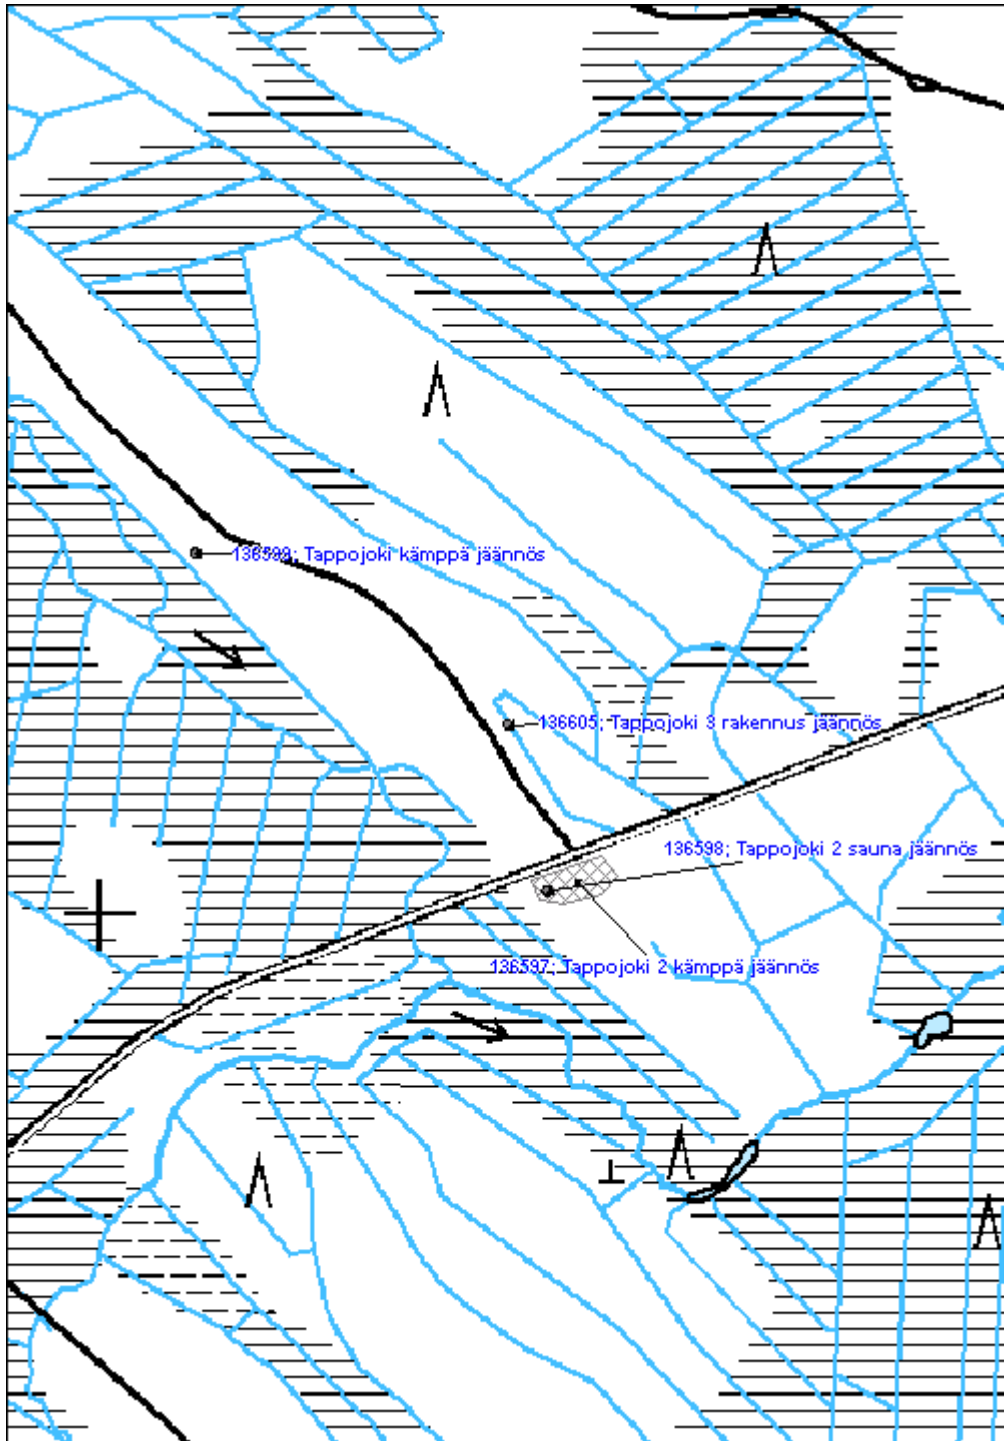 136599; Tappojoki kämppä jäännös
136605; Tappojoki 3 rakennus jäännös
136598; Tappojoki 2 sauna jäännös
136597; Tappojoki 2 kämppä jäännös